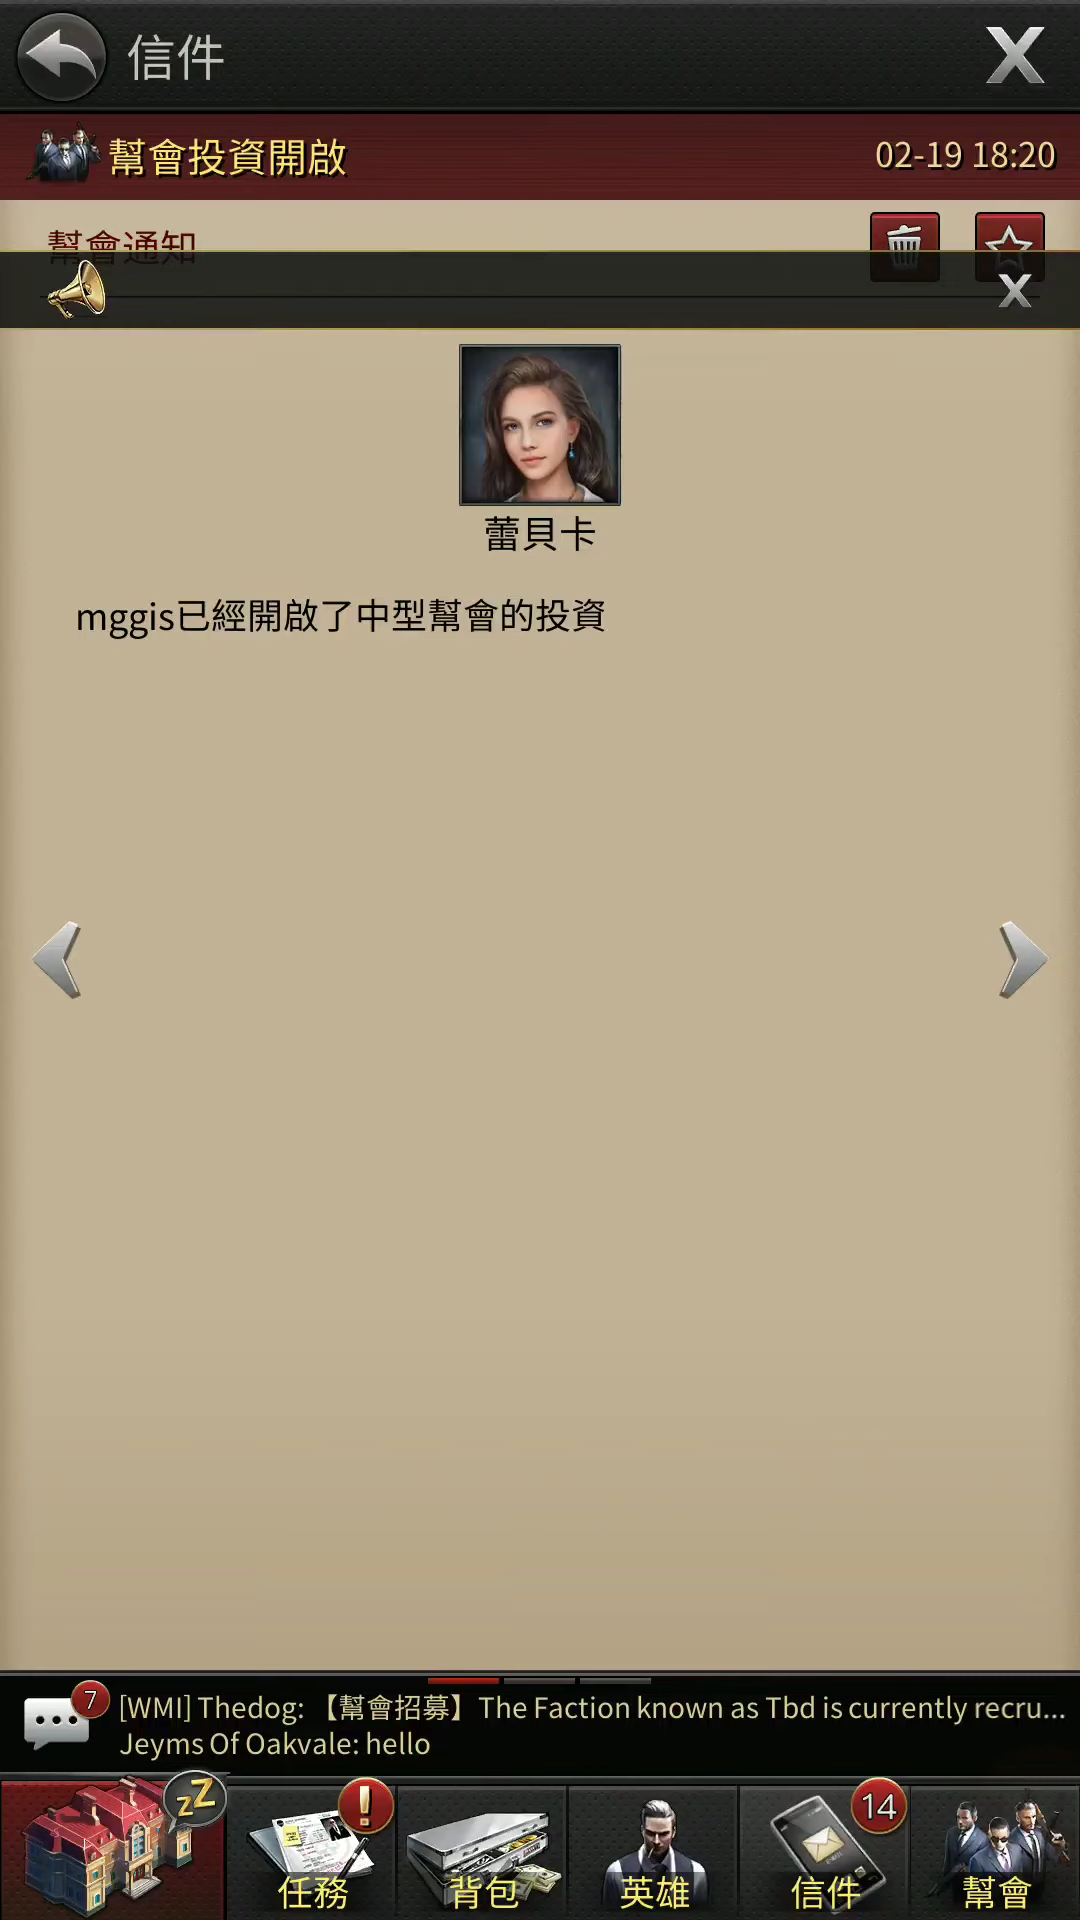 信件
幫會投資開啟
02-19 18:20
幫會通知
蕾貝卡
mggis已經開啟了中型幫會的投資
7
[WMI] Thedog: 【幫會招募】The Faction known as Tbd is currently recru...
Jeyms Of Oakvale: hello
zZ
任務
背包
英雄
14
信件
幫會